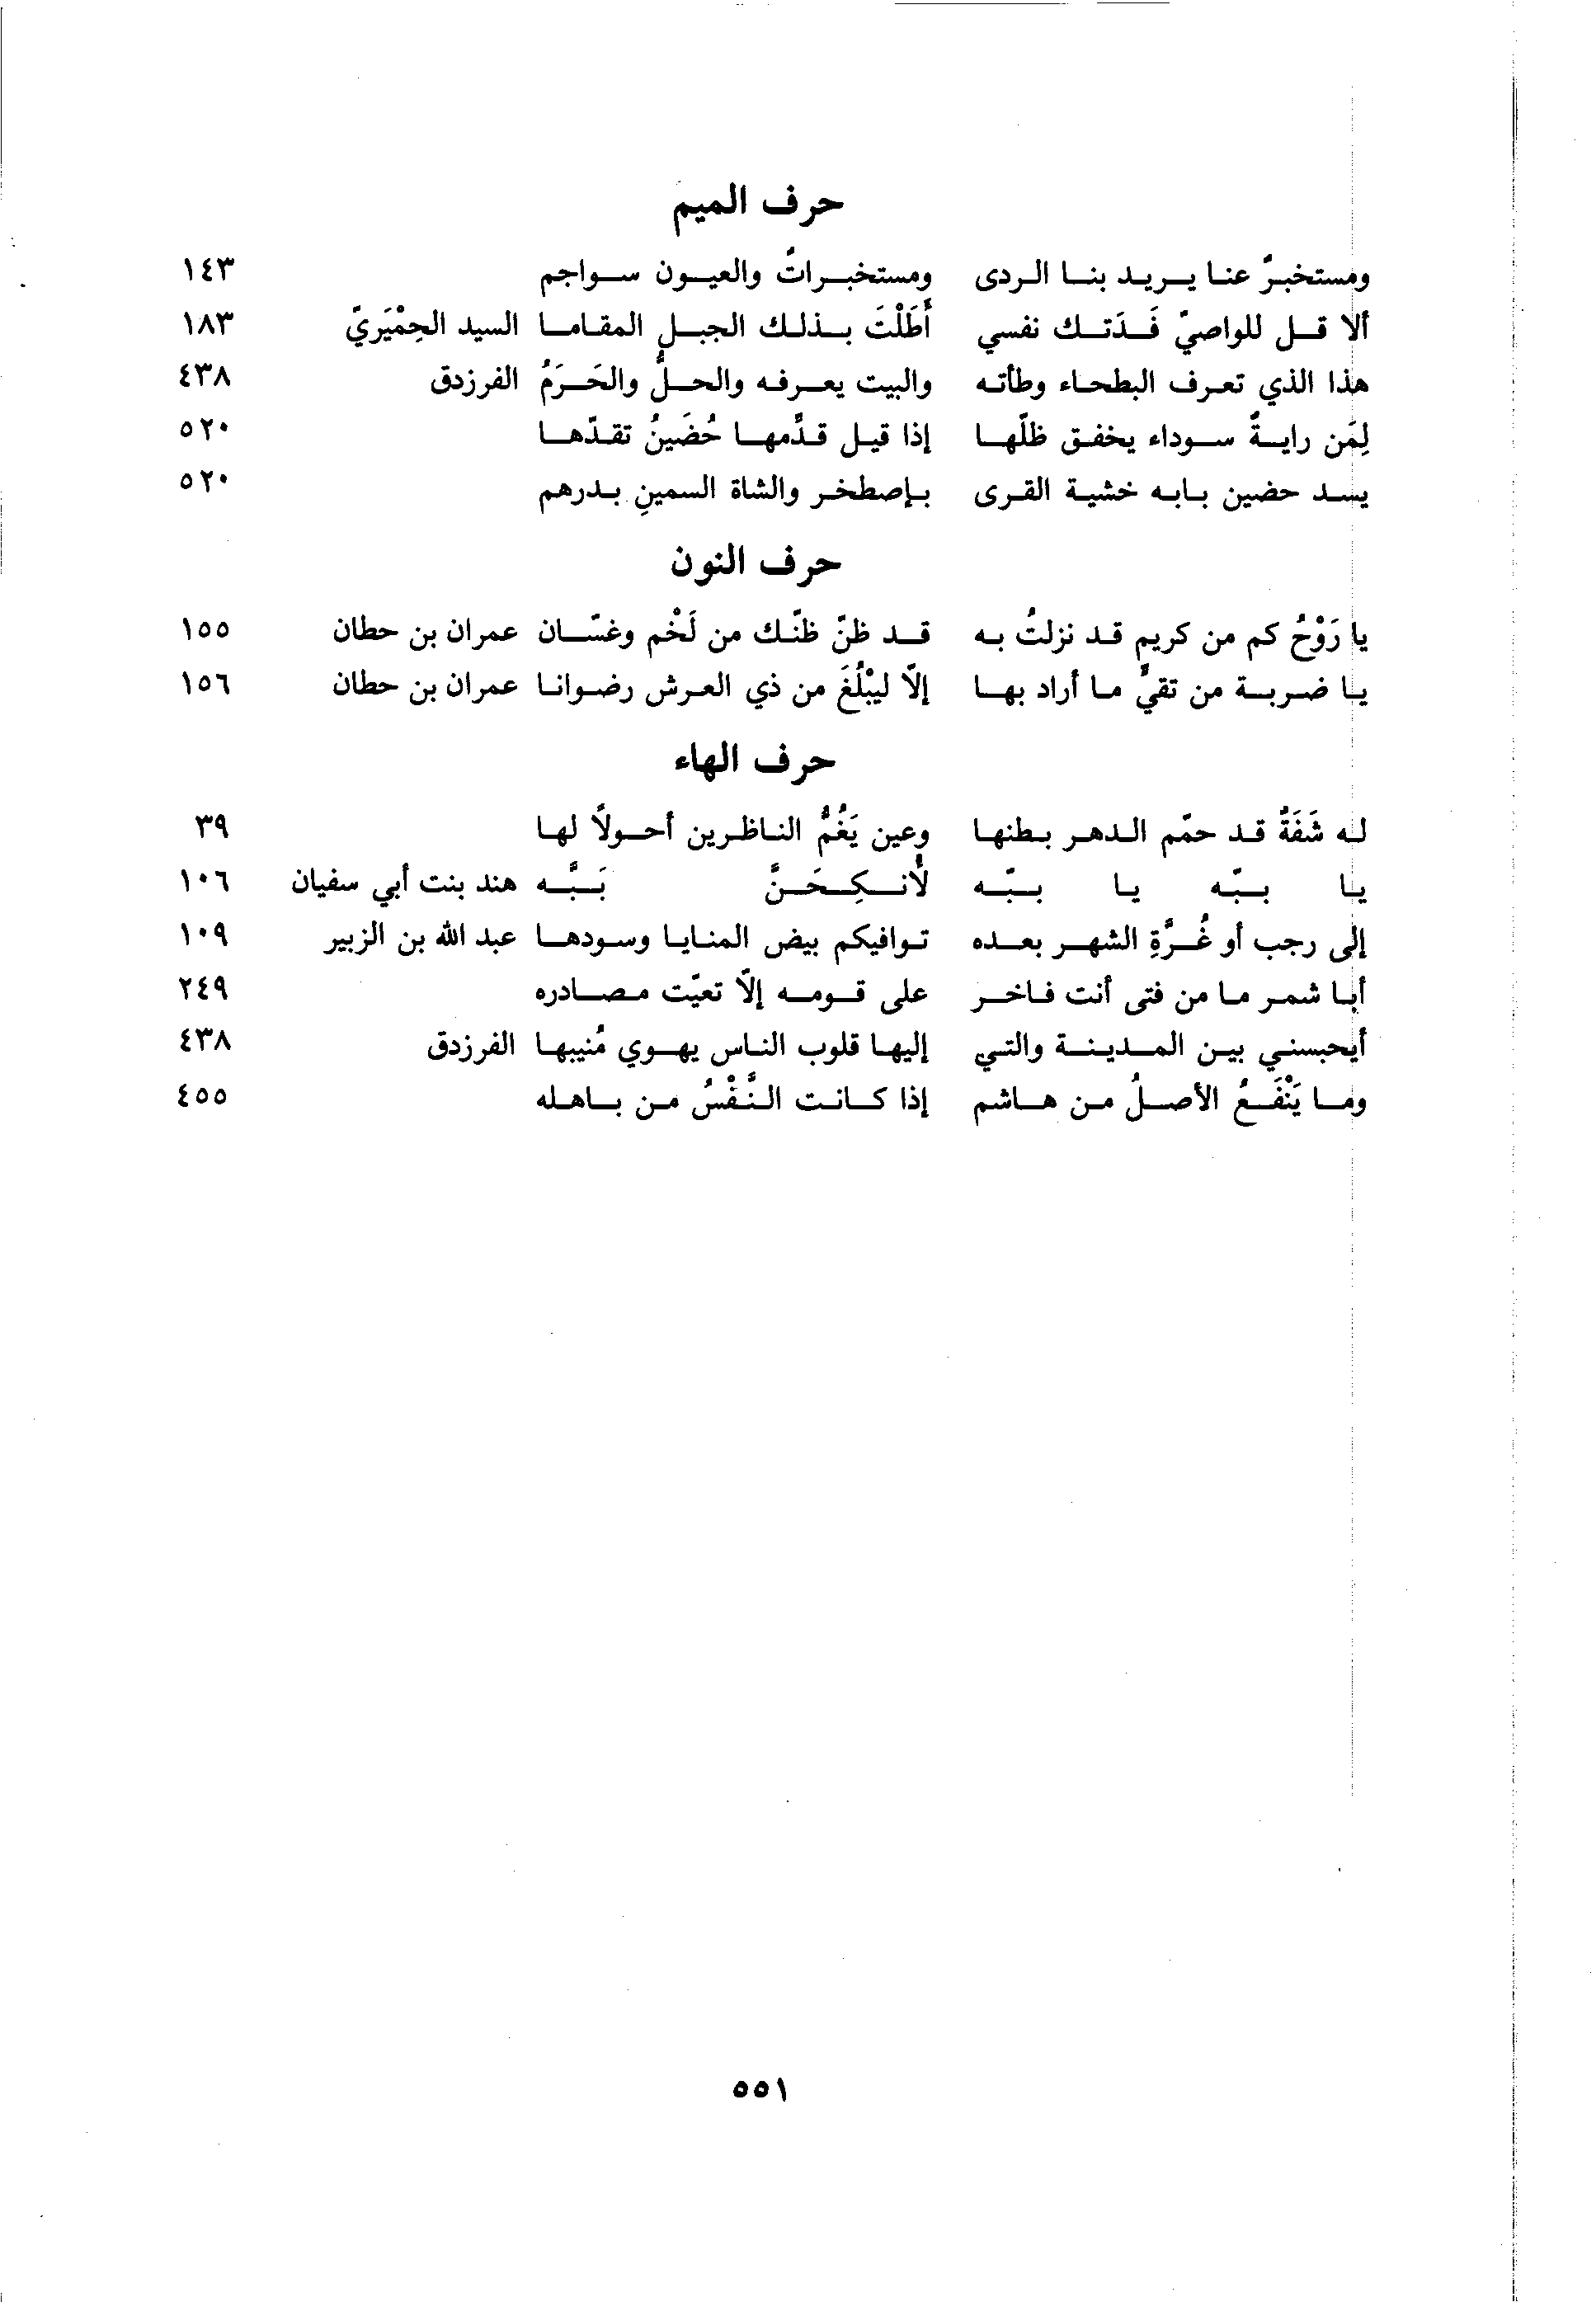 حرف الميم
ومستخبرٌ عنا يريد بنا الردى ومستخبراتٌ والعيون سواجم ١٤٣
ألا قل للواصيّ فَدَتك نفسي أَطَلْتَ بذلك الجبل المقاما السيد الحِمْيَريّ ١٨٣
هذا الذي تعرف البطحاء وطأته والبيت يعرفه والحلُّ والحَرَمُ الفرزدق ٤٣٨
لِمَن رايةٌ سوداء يخفق ظلّها إذا قيل قدِّمها حُضَينُ تقدّها ٥٢٠
يسد حضين بابه خشية القرى بإصطخر والشاة السمينِ بدرهم ٥٢٠
حرف النون
يا رَوْحُ كم من كريم قد نزلتُ به قد ظنّ ظنّك من لَخْم وغسّان عمران بن حطان ١٥٥
يا ضربة من تقيٍّ ما أراد بها إلّا ليبْلُغَ من ذي العرش رضوانا عمران بن حطان ١٥٦
حرف الهاء
له شَفَةٌ قد حمّم الدهر بطنها وعين يَغُمُّ الناظرين أحولاً لها ٣٩
يا ببّه يا ببّه لأُنكِحَنَّ بَبَّه هند بنت أبي سفيان ١٠٦
إلى رجب أو غُرَّةِ الشهر بعده توافيكم بيض المنايا وسودها عبد الله بن الزبير ١٠٩
أبا شمر ما من فتى أنت فاخر على قومه إلّا تعيّت مصادره ٢٤٩
أيحبسني بين المدينة والتي إليها قلوب الناس يهوي مُنيبها الفرزدق ٤٣٨
وما يَنْفَعُ الأصلُ من هاشم إذا كانت النَّفْسُ من باهله ٤٥٥
٥٥١